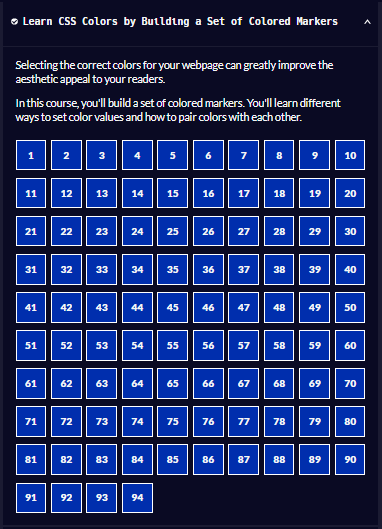 Learn CSS Colors by Building a Set of Colored Markers
Selecting the correct colors for your webpage can greatly improve the
aesthetic appeal to your readers.
In this course, you'll build a set of colored markers. You'll learn different
ways to set color values and how to pair colors with each other.
1 2 3 4 5 6 7 8 9 10
11 12 13 14 15 16 17 18 19 20
21 22 23 24 25 26 27 28 29 30
31 32 33 34 35 36 37 38 39 40
41 42 43 44 45 46 47 48 49 50
51 52 53 54 55 56 57 58 59 60
61 62 63 64 65 66 67 68 69 70
71 72 73 74 75 76 77 78 79 80
81 82 83 84 85 86 87 88 89 90
91 92 93 94